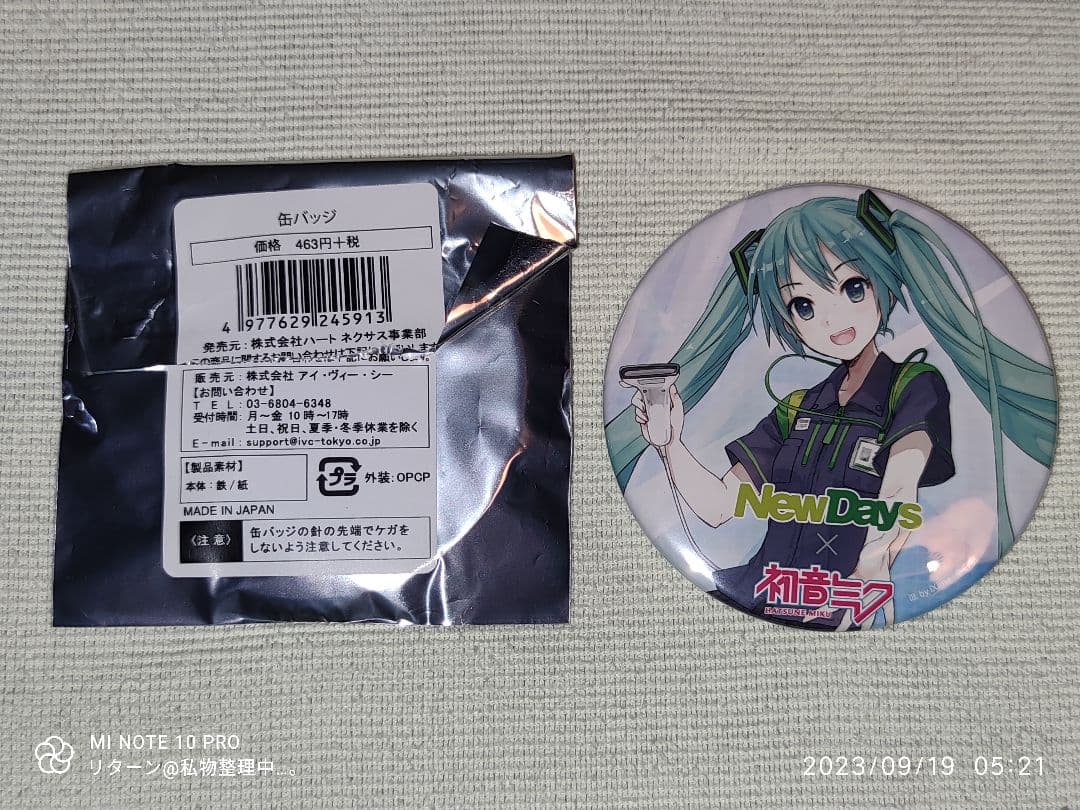 缶バッジ
価格 463円+税
4 977629 245913
発売元:株式会社ハート ネクサス事業部
販売元:株式会社 アイ・ヴィー・シー
【お問い合わせ】
TEL:03-6804-6348
受付時間:月~金 10時~17時
土日、祝日、夏季・冬季休業を除く
E-mail:support@ivc-tokyo.co.jp
【製品素材】
本体:鉄/紙
プラ
外装:OPCP
MADE IN JAPAN
〈注意〉
缶バッジの針の先端でケガを
しないよう注意してください。
NewDays
×
初音ミク
HATSUNE MIKU
MI NOTE 10 PRO
リターン@私物整理中...。
2023/09/19 05:21